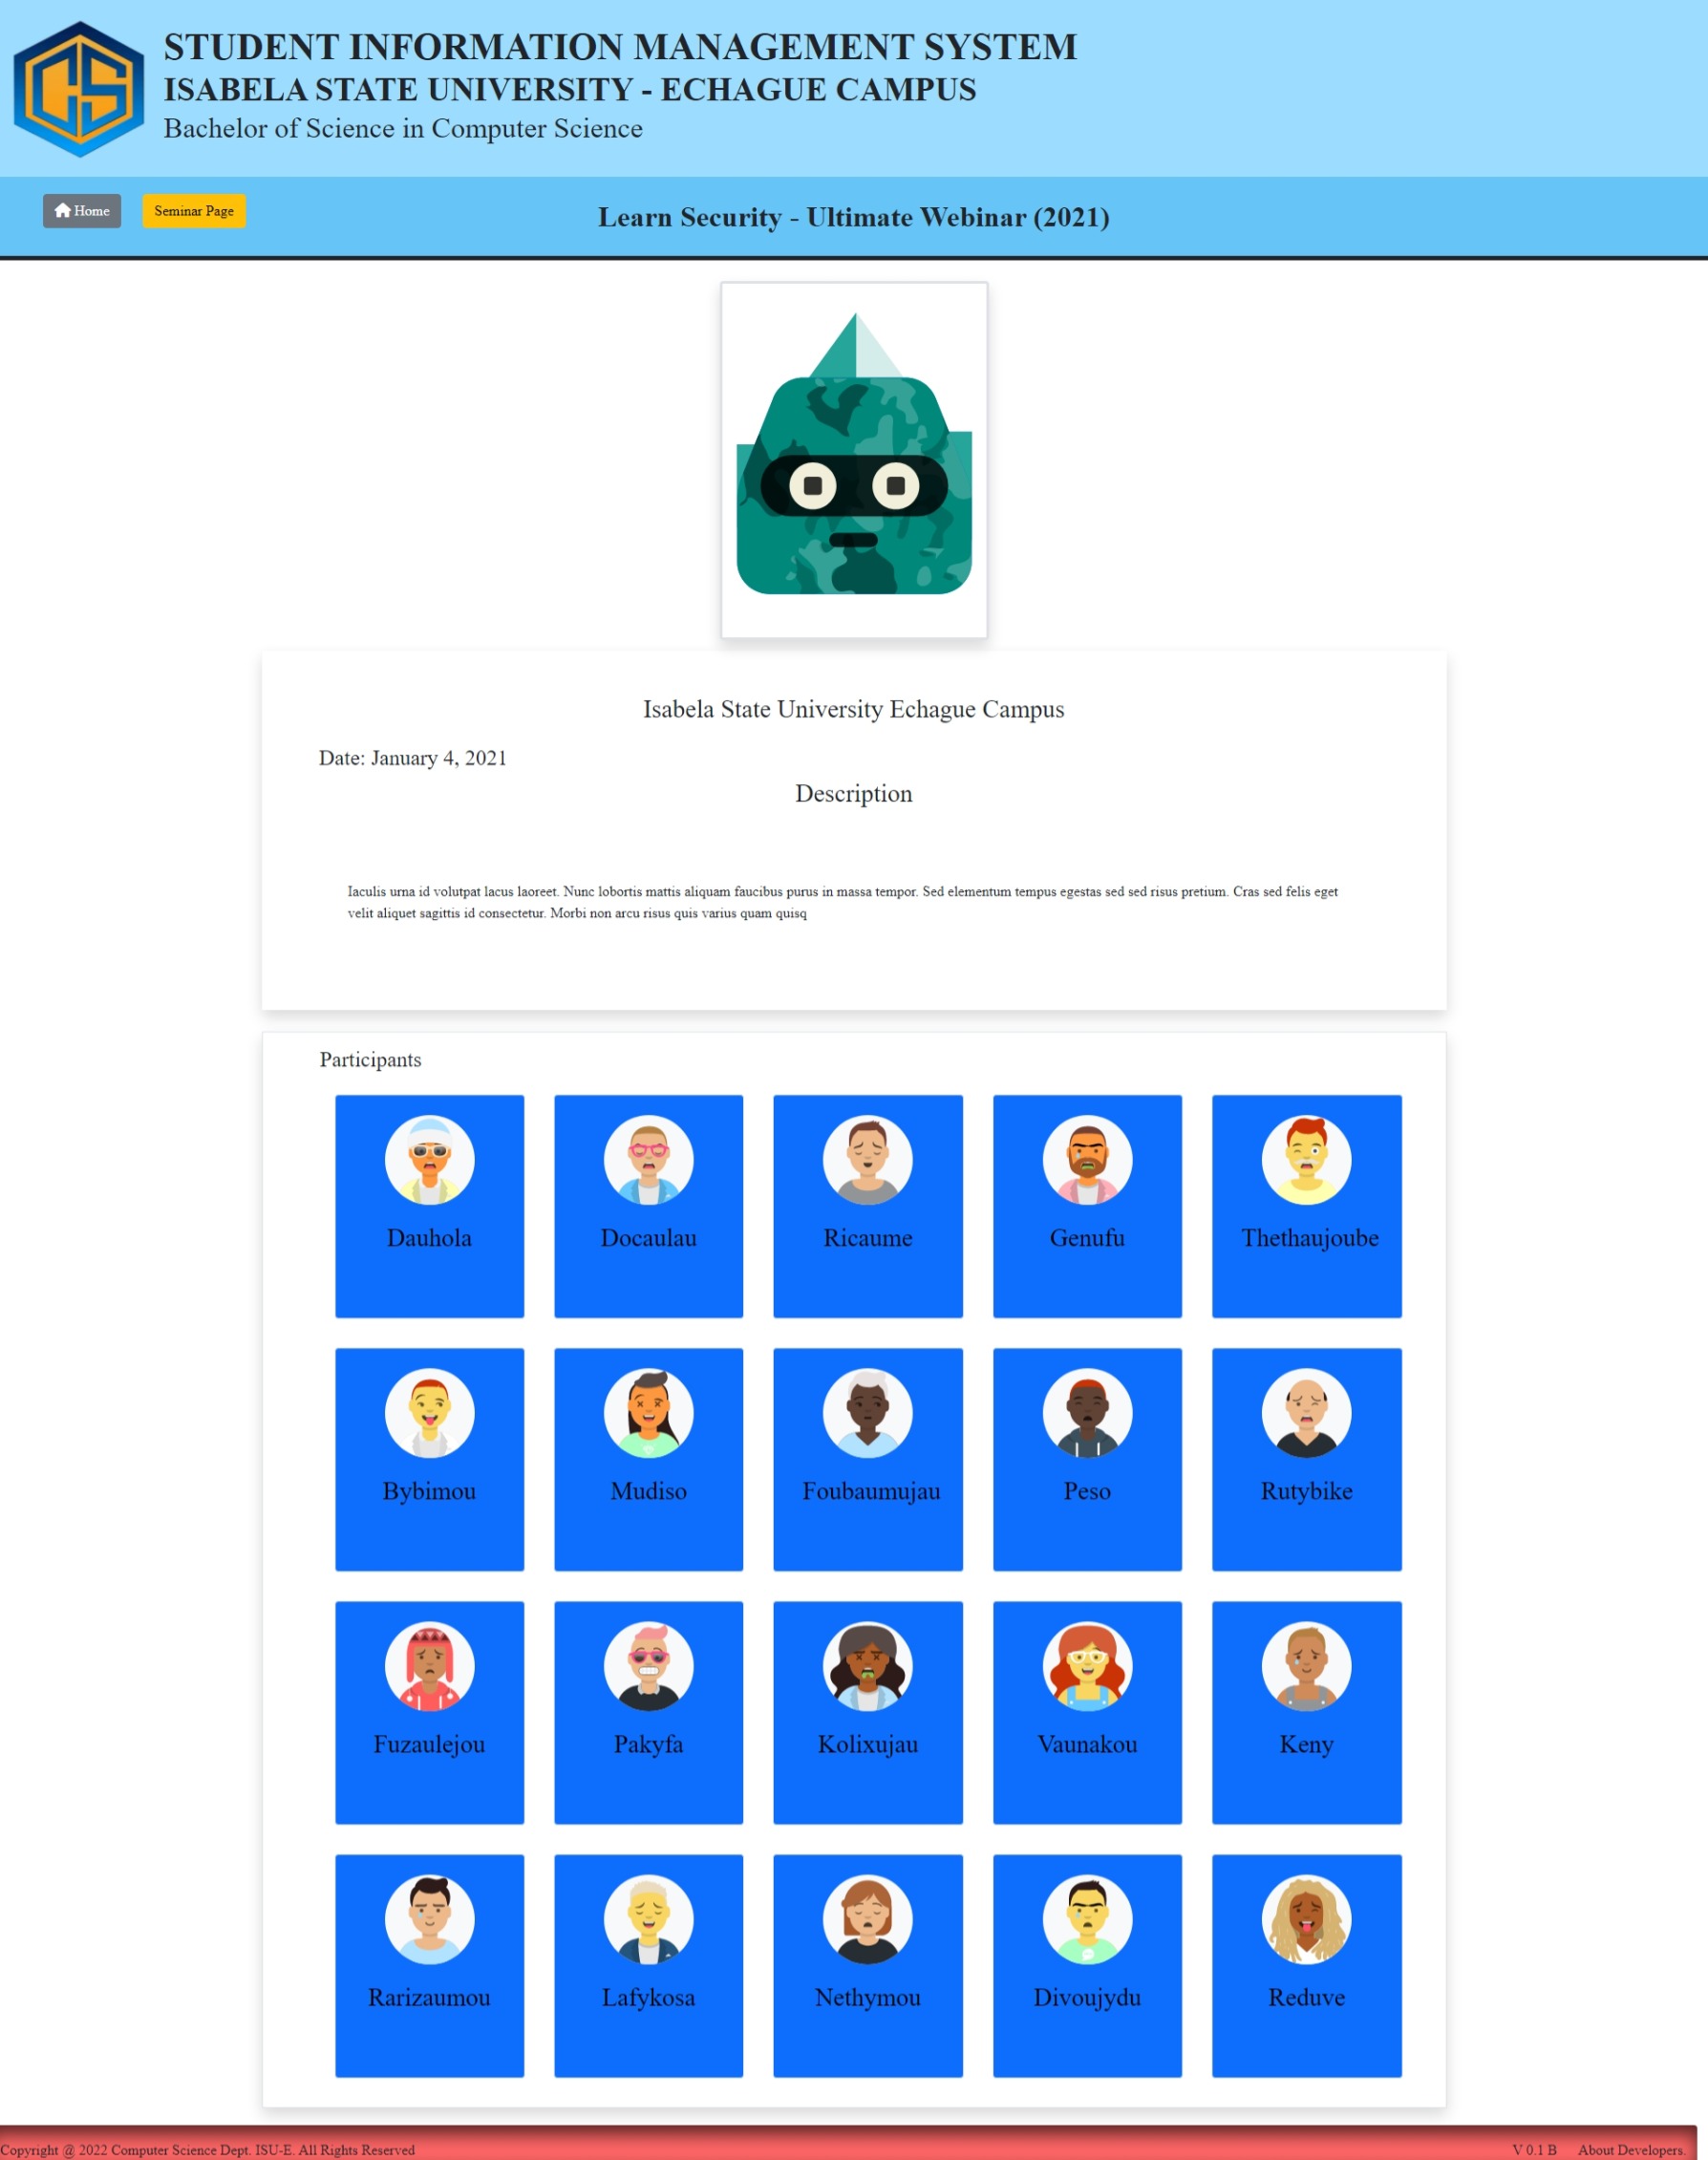 CS
STUDENT INFORMATION MANAGEMENT SYSTEM
ISABELA STATE UNIVERSITY - ECHAGUE CAMPUS
Bachelor of Science in Computer Science
Home
Seminar Page
Learn Security - Ultimate Webinar (2021)
Isabela State University Echague Campus
Date: January 4, 2021
Description
Iaculis urna id volutpat lacus laoreet. Nunc lobortis mattis aliquam faucibus purus in massa tempor. Sed elementum tempus egestas sed sed risus pretium. Cras sed felis eget
velit aliquet sagittis id consectetur. Morbi non arcu risus quis varius quam quisq
Participants
Dauhola
Docaulau
Ricaume
Genufu
Thethaujoube
Bybimou
Mudiso
Foubaumujau
Peso
Rutybike
Fuzaulejou
Pakyfa
Kolixujau
Vaunakou
Keny
Rarizaumou
Lafykosa
Nethymou
Divoujydu
Reduve
Copyright @ 2022 Computer Science Dept. ISU-E. All Rights Reserved
V 0.1 B
About Developers.